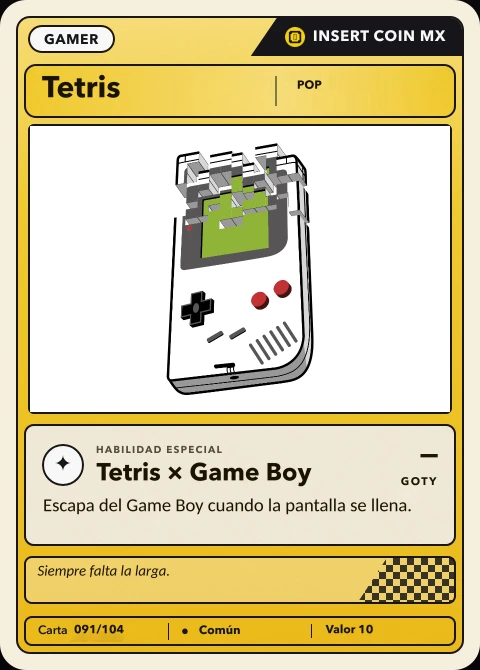 GAMER
INSERT COIN MX
Tetris
POP
HABILIDAD ESPECIAL
Tetris × Game Boy
—
GOTY
Escapa del Game Boy cuando la pantalla se llena.
Siempre falta la larga.
Carta 091/104 • Común Valor 10